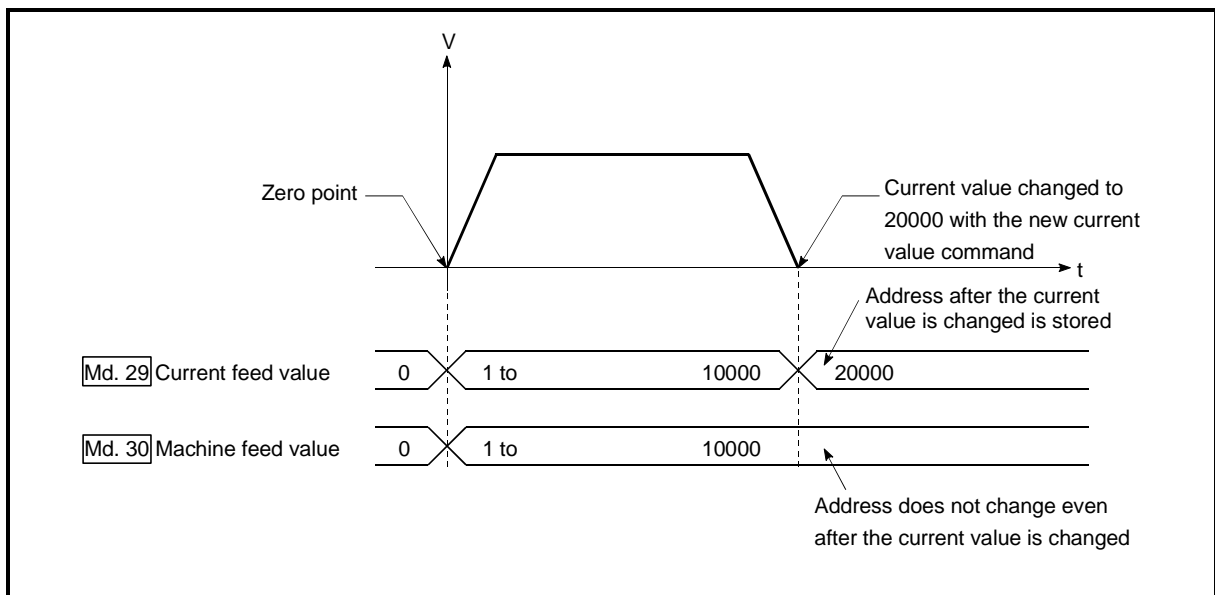 V
Zero point
Current value changed to
20000 with the new current
value command
t
Address after the current
value is changed is stored
Md. 29 Current feed value 0 1 to 10000 20000
Md. 30 Machine feed value 0 1 to 10000
Address does not change even
after the current value is changed